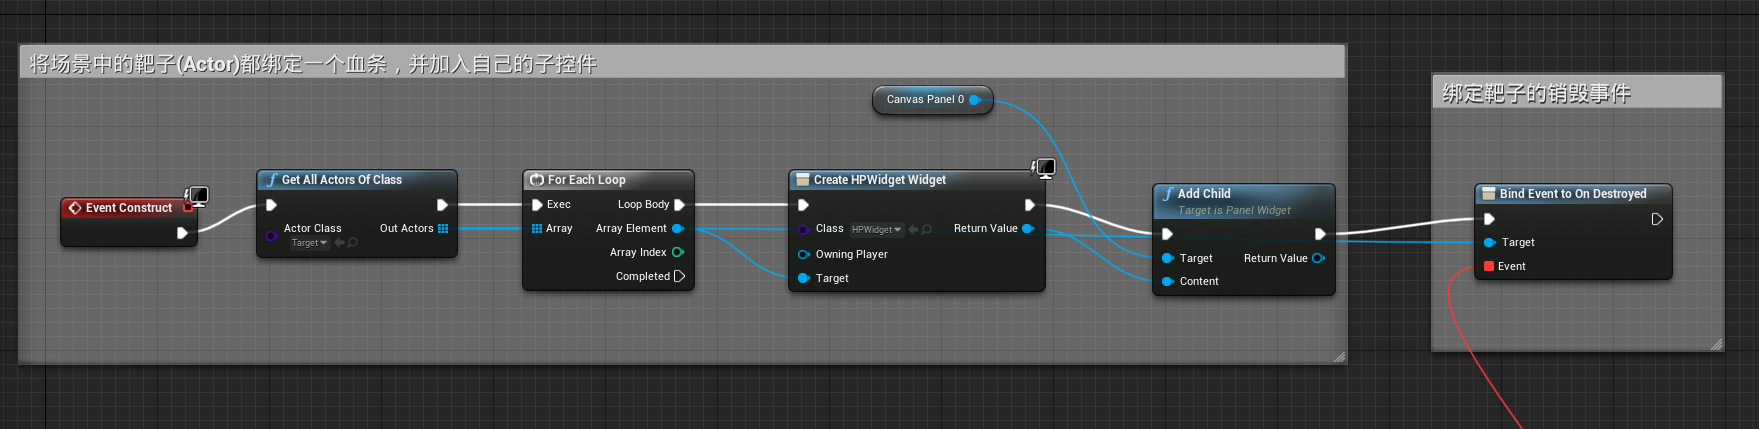 将场景中的靶子(Actor)都绑定一个血条，并加入自己的子控件
绑定靶子的销毁事件
Canvas Panel 0
Event Construct
Get All Actors Of Class
Actor Class
Target
Out Actors
For Each Loop
Exec
Loop Body
Array
Array Element
Array Index
Completed
Create HPWidget Widget
Class
HPWidget
Return Value
Owning Player
Target
Add Child
Target is Panel Widget
Target
Return Value
Content
Bind Event to On Destroyed
Target
Event